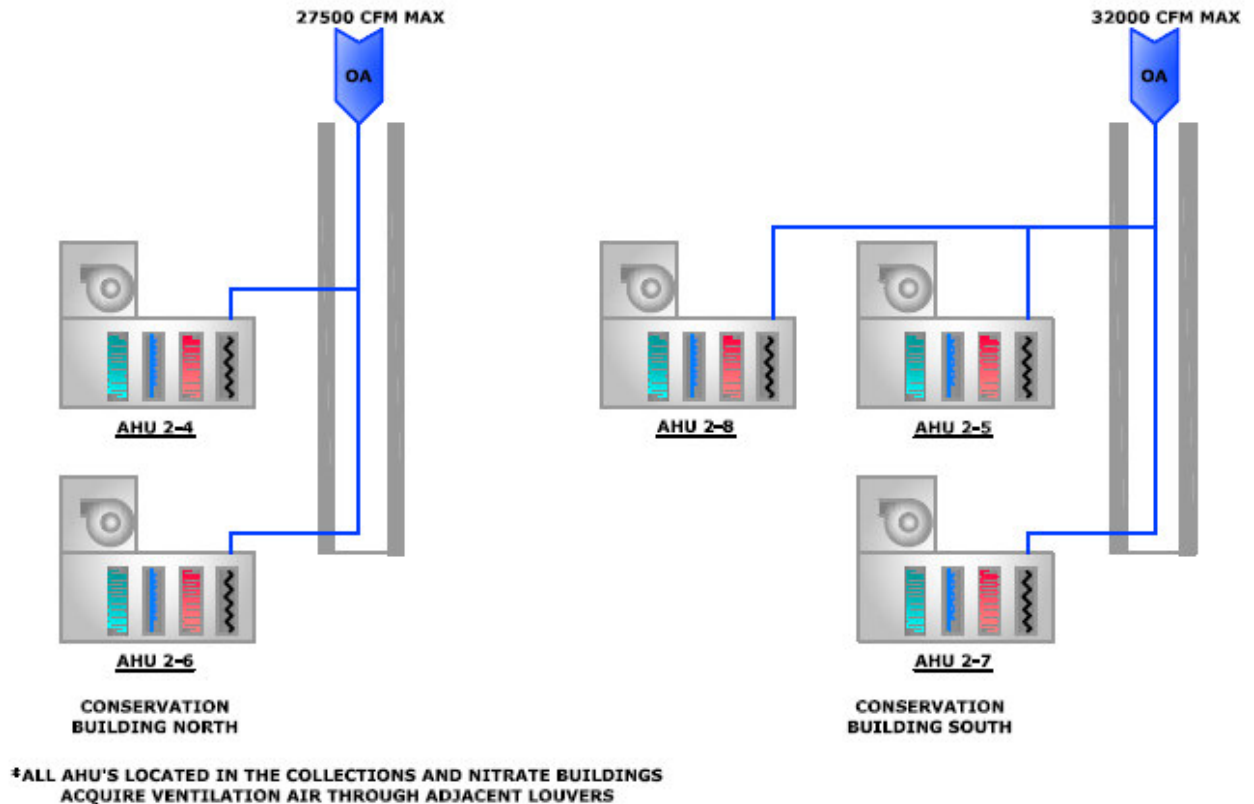 27500 CFM MAX
32000 CFM MAX
OA
OA
AHU 2-4
AHU 2-8
AHU 2-5
AHU 2-6
AHU 2-7
CONSERVATION
BUILDING NORTH
CONSERVATION
BUILDING SOUTH
*ALL AHU'S LOCATED IN THE COLLECTIONS AND NITRATE BUILDINGS
ACQUIRE VENTILATION AIR THROUGH ADJACENT LOUVERS